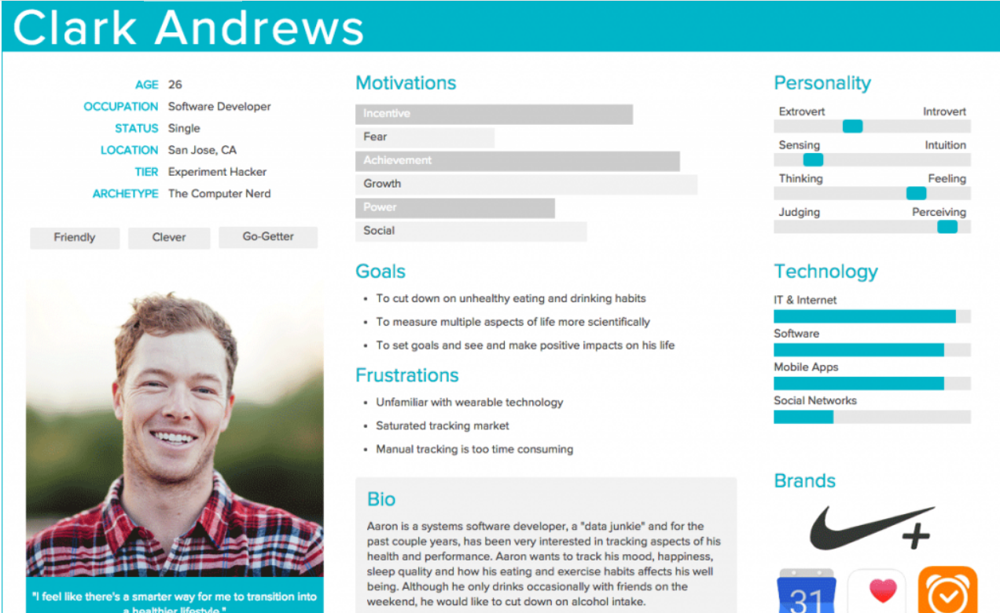 Clark Andrews
AGE 26
OCCUPATION Software Developer
STATUS Single
LOCATION San Jose, CA
TIER Experiment Hacker
ARCHETYPE The Computer Nerd
Friendly Clever Go-Getter
"I feel like there's a smarter way for me to transition into
a healthier lifestyle."
Motivations
Incentive
Fear
Achievement
Growth
Power
Social
Goals
• To cut down on unhealthy eating and drinking habits
• To measure multiple aspects of life more scientifically
• To set goals and see and make positive impacts on his life
Frustrations
• Unfamiliar with wearable technology
• Saturated tracking market
• Manual tracking is too time consuming
Bio
Aaron is a systems software developer, a "data junkie" and for the
past couple years, has been very interested in tracking aspects of his
health and performance. Aaron wants to track his mood, happiness,
sleep quality and how his eating and exercise habits affects his well
being. Although he only drinks occasionally with friends on the
weekend, he would like to cut down on alcohol intake.
Personality
Extrovert Introvert
Sensing Intuition
Thinking Feeling
Judging Perceiving
Technology
IT & Internet
Software
Mobile Apps
Social Networks
Brands
+
31